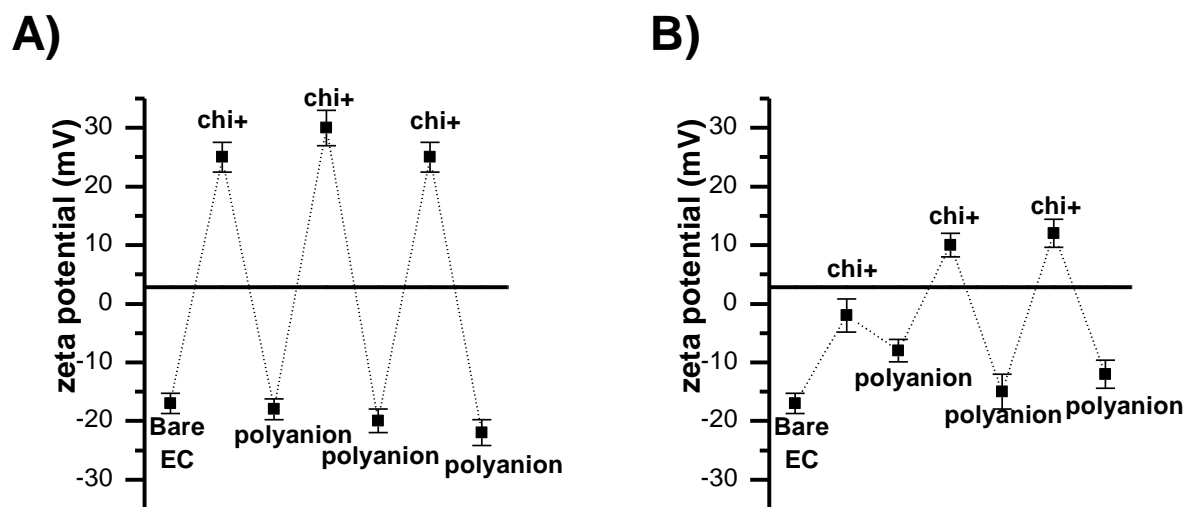 A)
B)
zeta potential (mV)
30
20
10
0
-10
-20
-30
chi+
chi+
chi+
Bare
EC
polyanion
polyanion
polyanion
zeta potential (mV)
30
20
10
0
-10
-20
-30
chi+
chi+
chi+
Bare
EC
polyanion
polyanion
polyanion